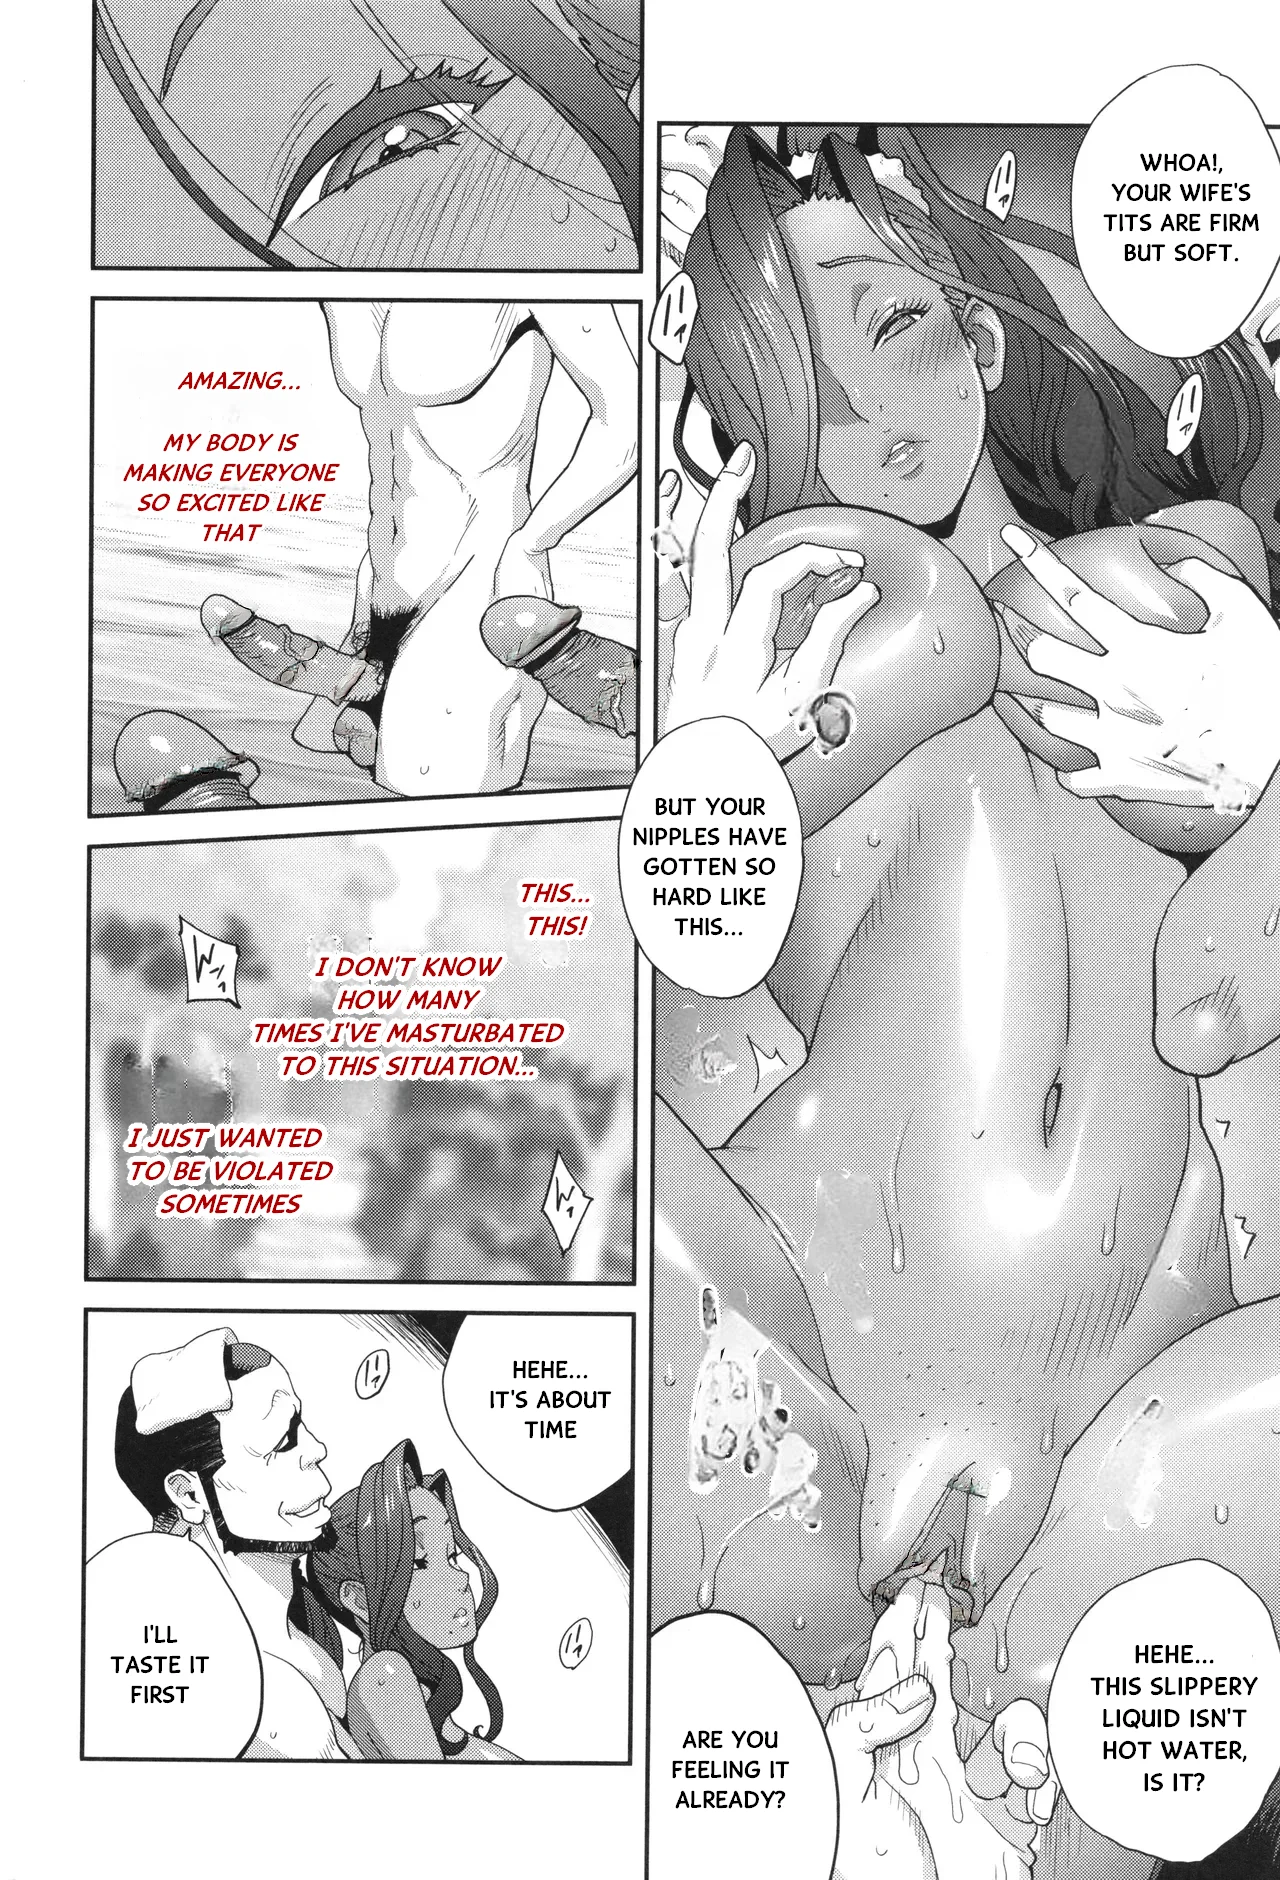 WHOA!,
YOUR WIFE'S
TITS ARE FIRM
BUT SOFT.
BUT YOUR
NIPPLES HAVE
GOTTEN SO
HARD LIKE
THIS...
HEHE...
THIS SLIPPERY
LIQUID ISN'T
HOT WATER,
IS IT?
ARE YOU
FEELING IT
ALREADY?
AMAZING...
MY BODY IS
MAKING EVERYONE
SO EXCITED LIKE
THAT
THIS...
THIS!
I DON'T KNOW
HOW MANY
TIMES I'VE MASTURBATED
TO THIS SITUATION...
I JUST WANTED
TO BE VIOLATED
SOMETIMES
HEHE...
IT'S ABOUT
TIME
I'LL
TASTE IT
FIRST